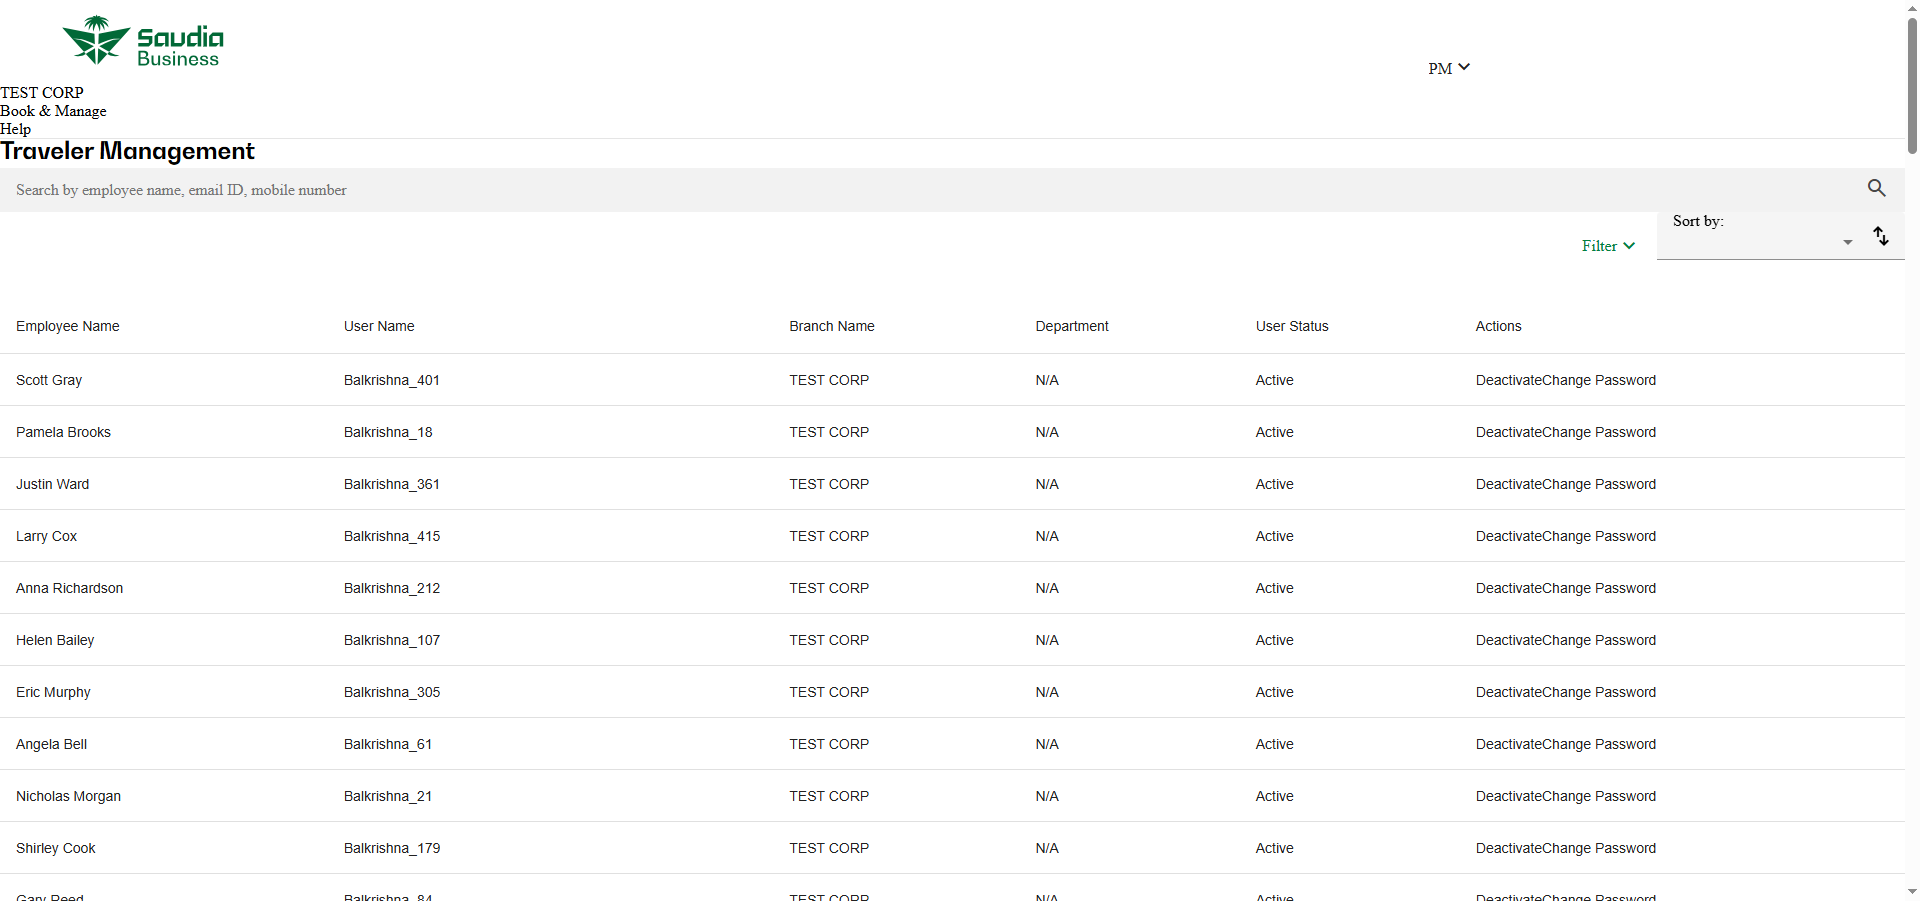 Saudia
Business
PM
TEST CORP
Book & Manage
Help
Traveler Management
Search by employee name, email ID, mobile number
Filter
Sort by:
Employee Name User Name Branch Name Department User Status Actions
Scott Gray Balkrishna_401 TEST CORP N/A Active DeactivateChange Password
Pamela Brooks Balkrishna_18 TEST CORP N/A Active DeactivateChange Password
Justin Ward Balkrishna_361 TEST CORP N/A Active DeactivateChange Password
Larry Cox Balkrishna_415 TEST CORP N/A Active DeactivateChange Password
Anna Richardson Balkrishna_212 TEST CORP N/A Active DeactivateChange Password
Helen Bailey Balkrishna_107 TEST CORP N/A Active DeactivateChange Password
Eric Murphy Balkrishna_305 TEST CORP N/A Active DeactivateChange Password
Angela Bell Balkrishna_61 TEST CORP N/A Active DeactivateChange Password
Nicholas Morgan Balkrishna_21 TEST CORP N/A Active DeactivateChange Password
Shirley Cook Balkrishna_179 TEST CORP N/A Active DeactivateChange Password
Gary Reed Balkrishna_84 TEST CORP N/A Active DeactivateChange Password